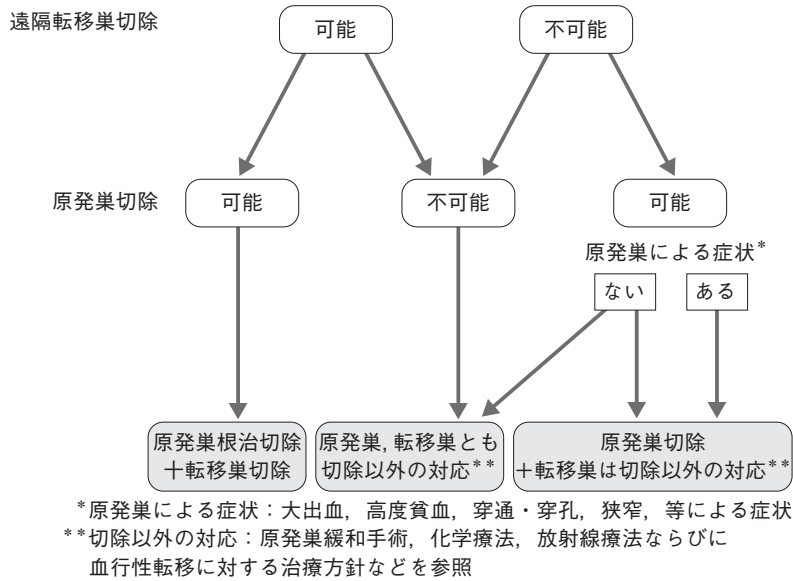 遠隔転移巣切除
可能
不可能
原発巣切除
可能
不可能
可能
原発巣による症状*
ない
ある
原発巣根治切除
＋転移巣切除
原発巣, 転移巣とも
切除以外の対応**
原発巣切除
＋転移巣は切除以外の対応**
*原発巣による症状：大出血，高度貧血，穿通・穿孔，狭窄，等による症状
**切除以外の対応：原発巣緩和手術，化学療法，放射線療法ならびに
血行性転移に対する治療方針などを参照